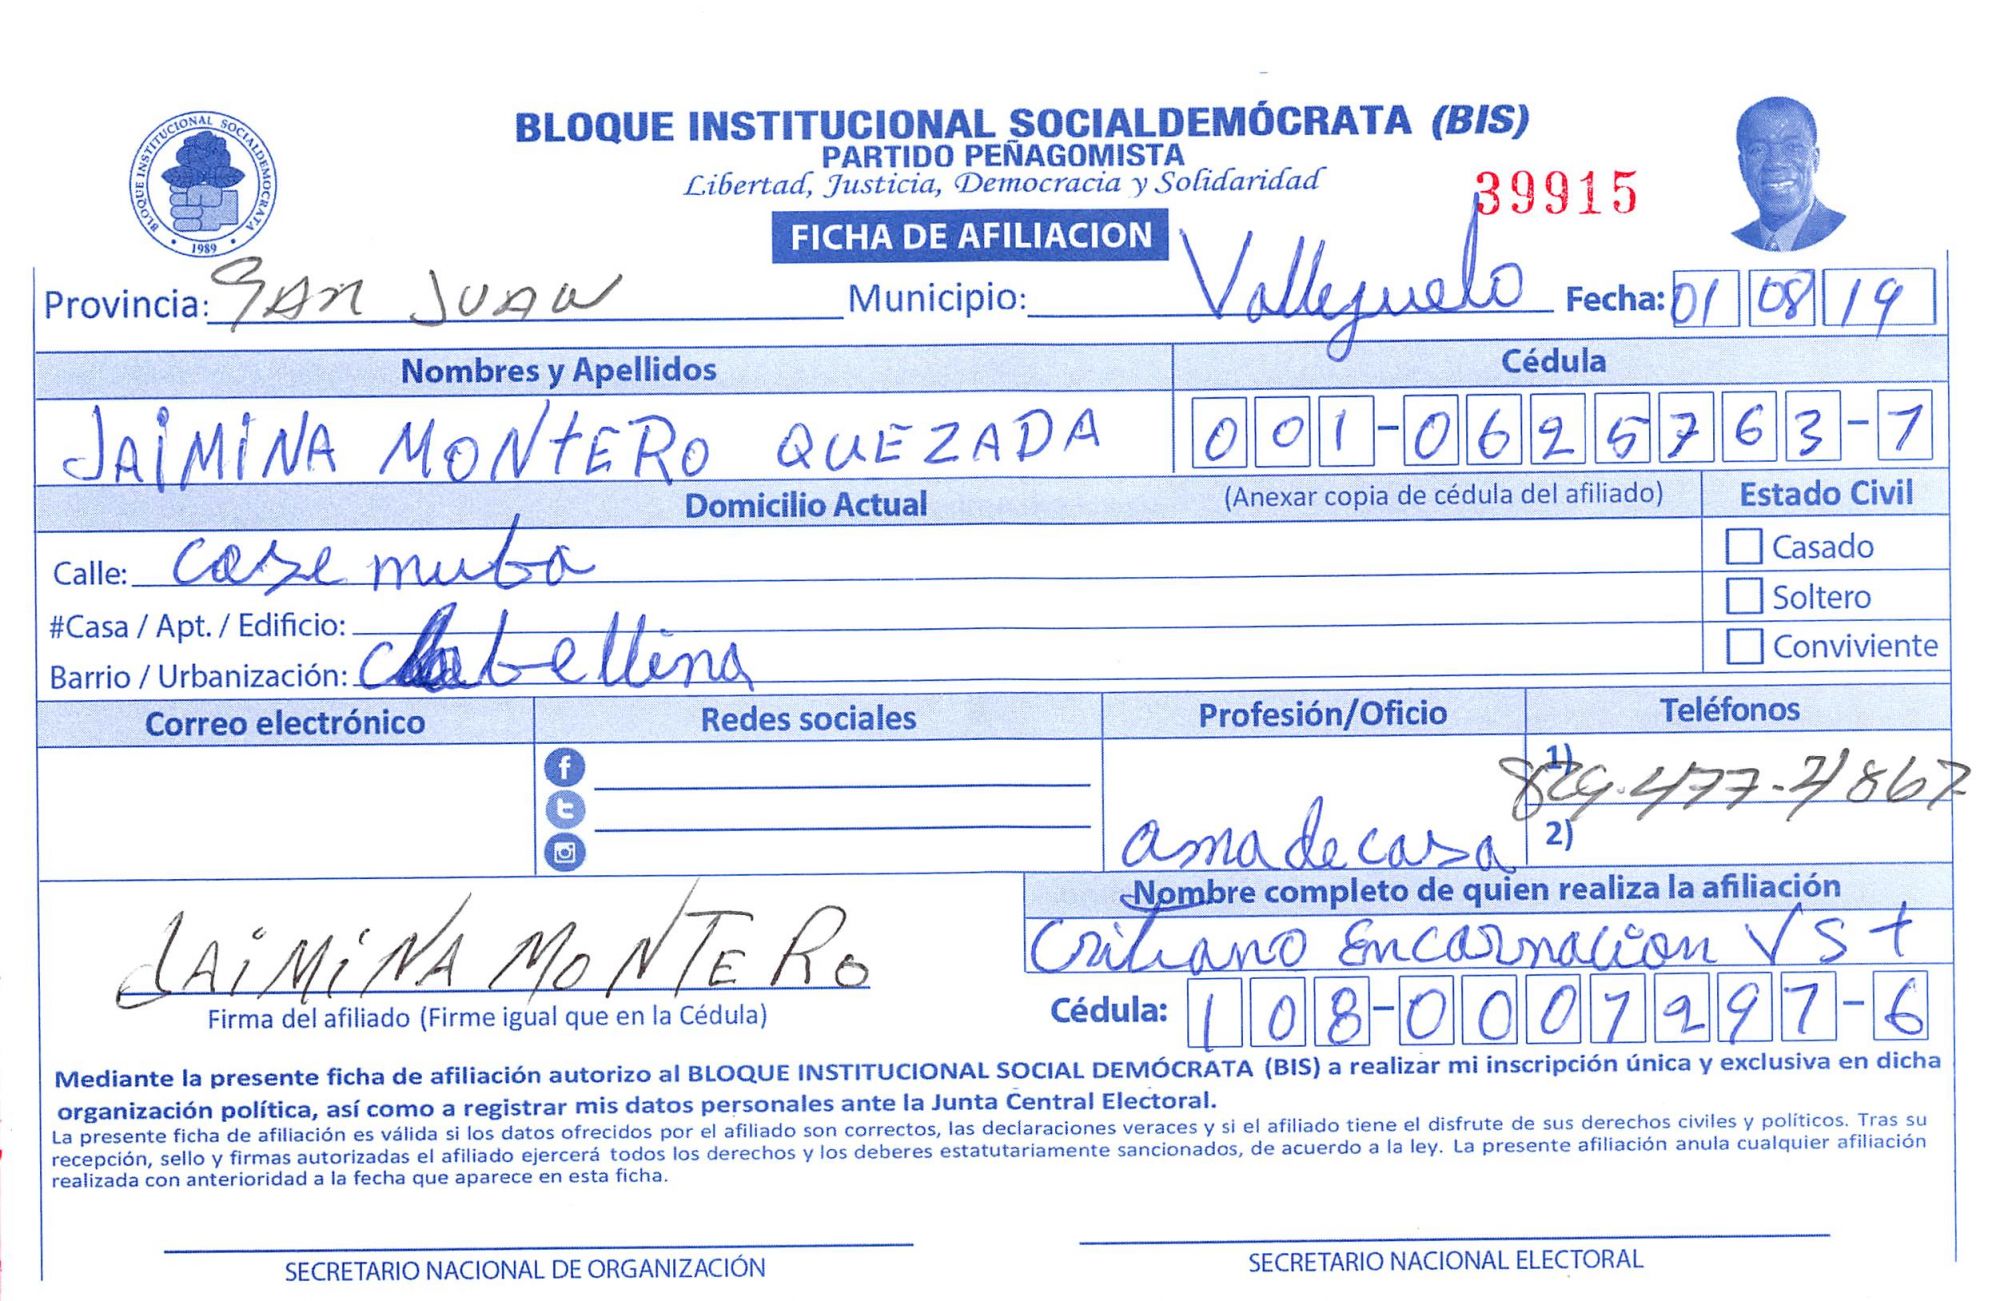 BLOQUE INSTITUCIONAL SOCIALDEMÓCRATA (BIS)
PARTIDO PEÑAGOMISTA
Libertad, Justicia, Democracia y Solidaridad
39915
BLOQUE INSTITUCIONAL SOCIALDEMOCRATA
1989
FICHA DE AFILIACION
Provincia: SAN JUAN Municipio: Vallejuelo Fecha: 01 08 19
Nombres y Apellidos Cédula
JAIMINA MONTERO QUEZADA 001-0625763-1
Domicilio Actual (Anexar copia de cédula del afiliado) Estado Civil
Calle: Casado
#Casa / Apt. / Edificio: Soltero
Barrio / Urbanización: Conviviente
Correo electrónico Redes sociales Profesión/Oficio Teléfonos
1) 829-477-4867
ama de casa 2)
Nombre completo de quien realiza la afiliación
JAIMINA MONTERO Encarnacion
Firma del afiliado (Firme igual que en la Cédula) Cédula: 108-0007297-6
Mediante la presente ficha de afiliación autorizo al BLOQUE INSTITUCIONAL SOCIAL DEMÓCRATA (BIS) a realizar mi inscripción única y exclusiva en dicha
organización política, así como a registrar mis datos personales ante la Junta Central Electoral.
La presente ficha de afiliación es válida si los datos ofrecidos por el afiliado son correctos, las declaraciones veraces y si el afiliado tiene el disfrute de sus derechos civiles y políticos. Tras su
recepción, sello y firmas autorizadas el afiliado ejercerá todos los derechos y los deberes estatutariamente sancionados, de acuerdo a la ley. La presente afiliación anula cualquier afiliación
realizada con anterioridad a la fecha que aparece en esta ficha.
SECRETARIO NACIONAL DE ORGANIZACIÓN SECRETARIO NACIONAL ELECTORAL